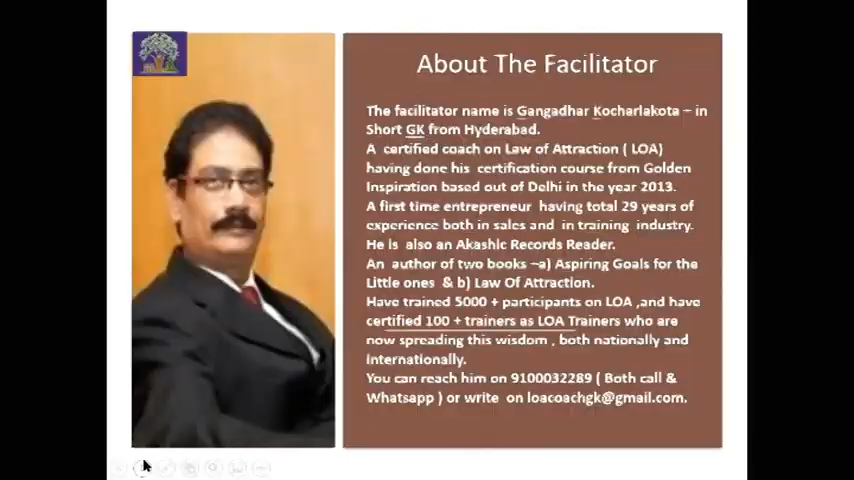 About The Facilitator
The facilitator name is Gangadhar Kocharlakota – in
Short GK from Hyderabad.
A certified coach on Law of Attraction ( LOA)
having done his certification course from Golden
Inspiration based out of Delhi in the year 2013.
A first time entrepreneur having total 29 years of
experience both in sales and in training industry.
He is also an Akashic Records Reader.
An author of two books –a) Aspiring Goals for the
Little ones & b) Law Of Attraction.
Have trained 5000 + participants on LOA ,and have
certified 100 + trainers as LOA Trainers who are
now spreading this wisdom , both nationally and
internationally.
You can reach him on 9100032289 ( Both call &
Whatsapp ) or write on loacoachgk@gmail.com.